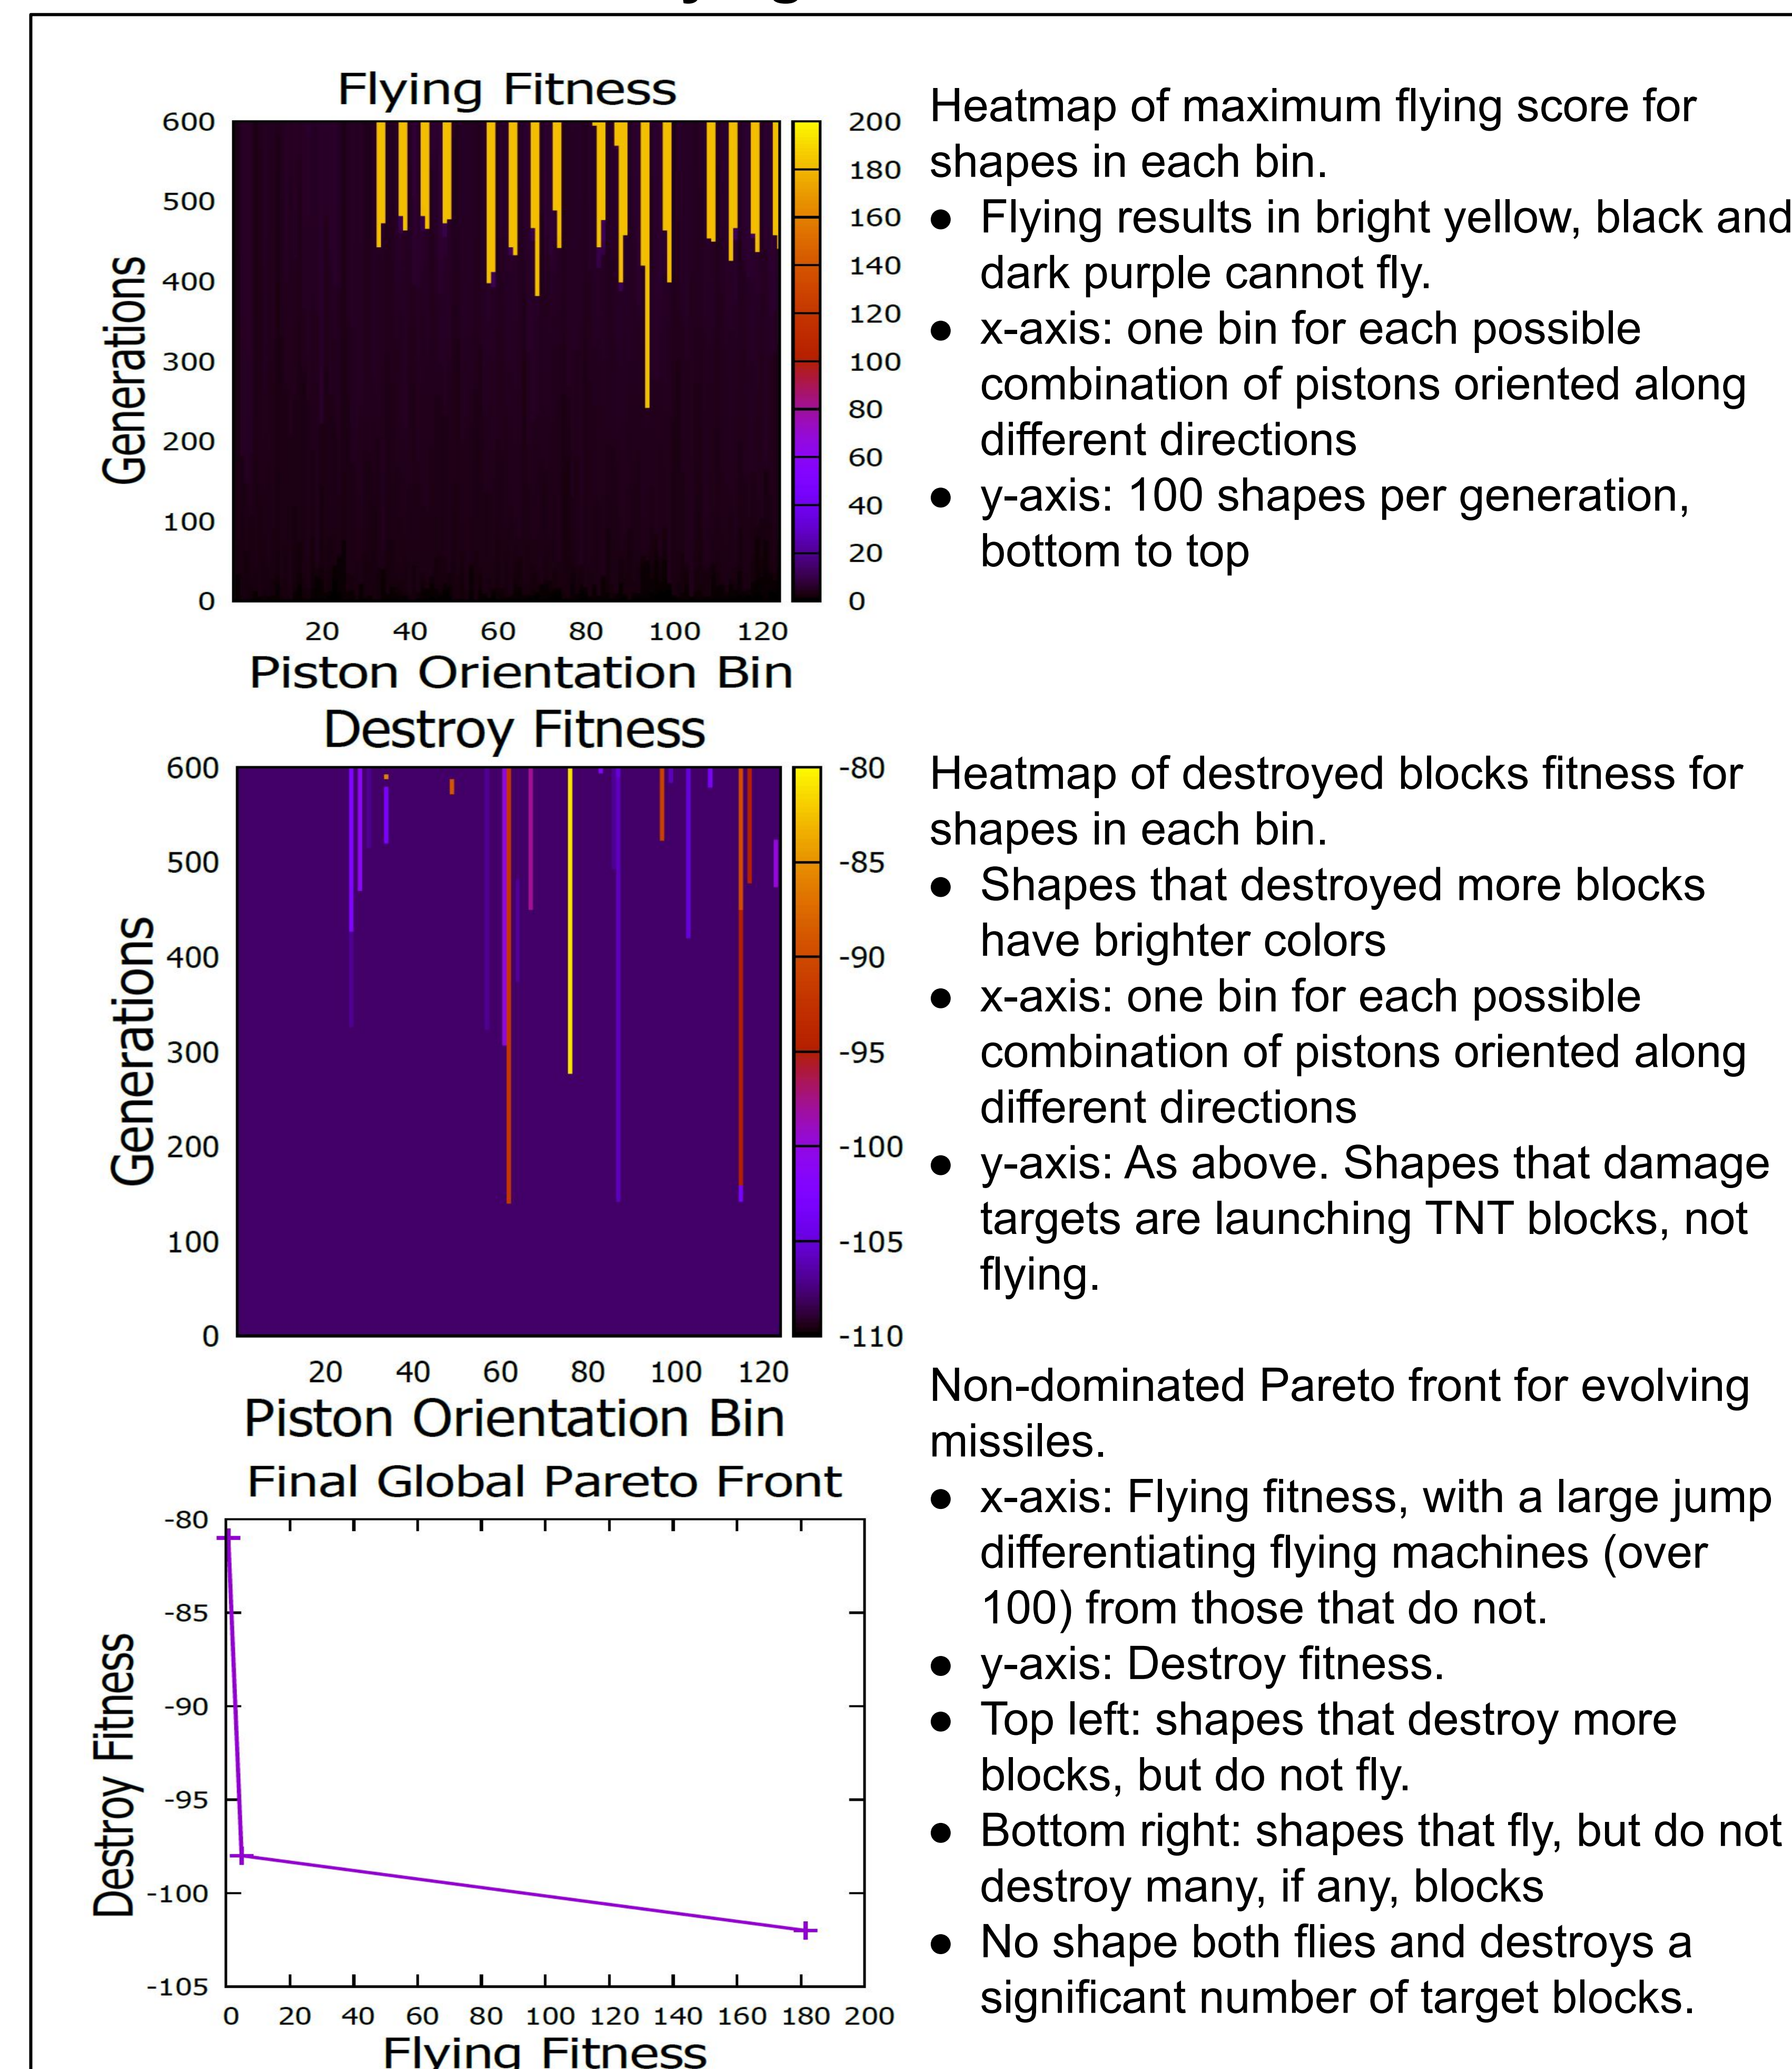 Flying Fitness
600
500
400
300
200
100
0
Generations
20 40 60 80 100 120
Piston Orientation Bin
200
180
160
140
120
100
80
60
40
20
0
Heatmap of maximum flying score for
shapes in each bin.
● Flying results in bright yellow, black and
dark purple cannot fly.
● x-axis: one bin for each possible
combination of pistons oriented along
different directions
● y-axis: 100 shapes per generation,
bottom to top
Destroy Fitness
600
500
400
300
200
100
0
Generations
20 40 60 80 100 120
Piston Orientation Bin
-80
-85
-90
-95
-100
-105
-110
Heatmap of destroyed blocks fitness for
shapes in each bin.
● Shapes that destroyed more blocks
have brighter colors
● x-axis: one bin for each possible
combination of pistons oriented along
different directions
● y-axis: As above. Shapes that damage
targets are launching TNT blocks, not
flying.
Final Global Pareto Front
-80
-85
-90
-95
-100
-105
Destroy Fitness
0 20 40 60 80 100 120 140 160 180 200
Flying Fitness
Non-dominated Pareto front for evolving
missiles.
● x-axis: Flying fitness, with a large jump
differentiating flying machines (over
100) from those that do not.
● y-axis: Destroy fitness.
● Top left: shapes that destroy more
blocks, but do not fly.
● Bottom right: shapes that fly, but do not
destroy many, if any, blocks
● No shape both flies and destroys a
significant number of target blocks.